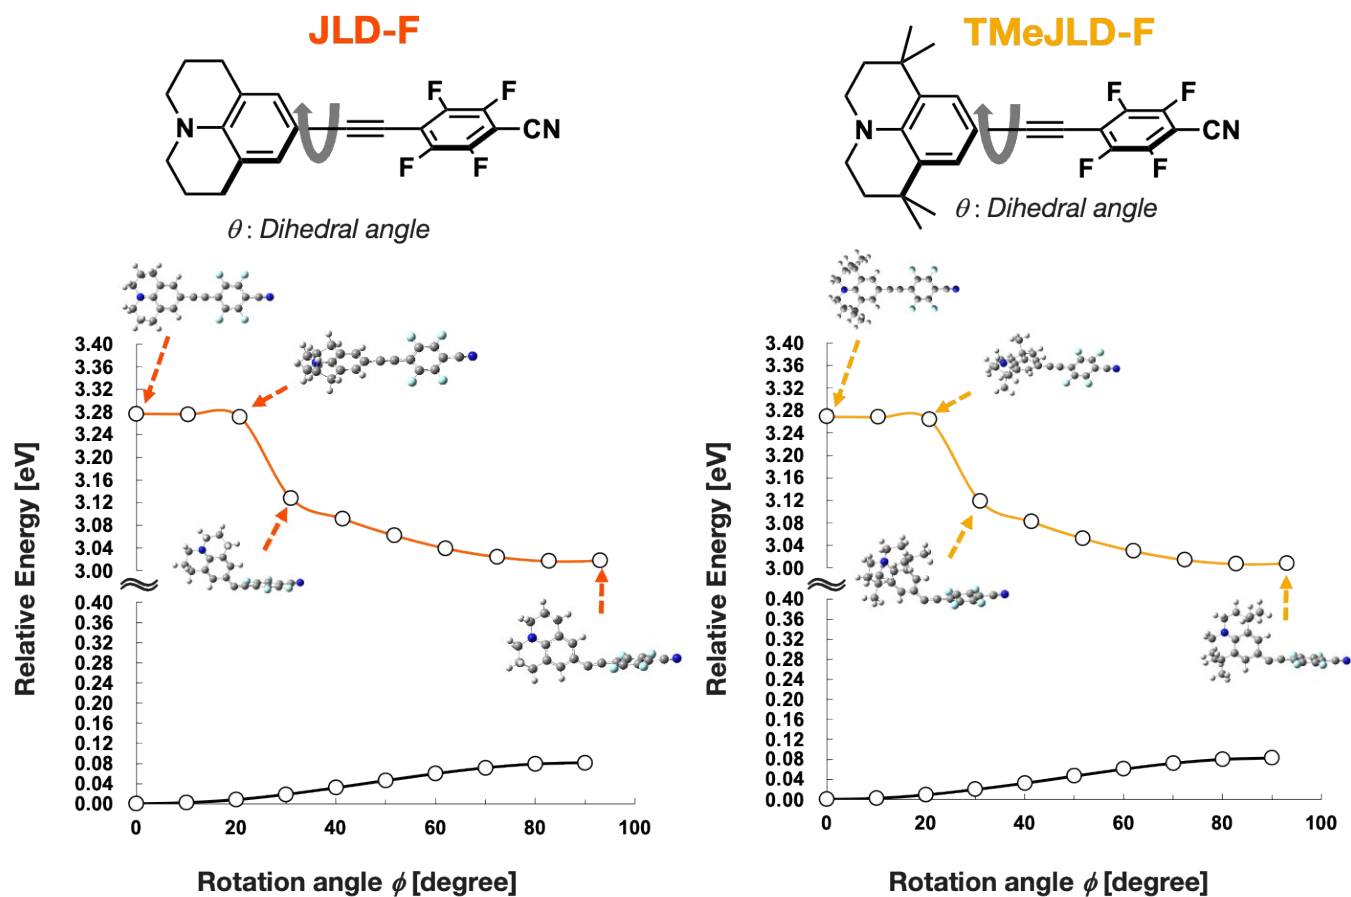 JLD-F
F F
N CN
F F
θ : Dihedral angle
3.40
3.36
3.32
3.28
3.24
3.20
3.16
3.12
3.08
3.04
3.00
0.40
0.36
0.32
0.28
0.24
0.20
0.16
0.12
0.08
0.04
0.00
Relative Energy [eV]
0 20 40 60 80 100
Rotation angle ϕ [degree]
TMeJLD-F
F F
N CN
F F
θ : Dihedral angle
3.40
3.36
3.32
3.28
3.24
3.20
3.16
3.12
3.08
3.04
3.00
0.40
0.36
0.32
0.28
0.24
0.20
0.16
0.12
0.08
0.04
0.00
Relative Energy [eV]
0 20 40 60 80 100
Rotation angle ϕ [degree]